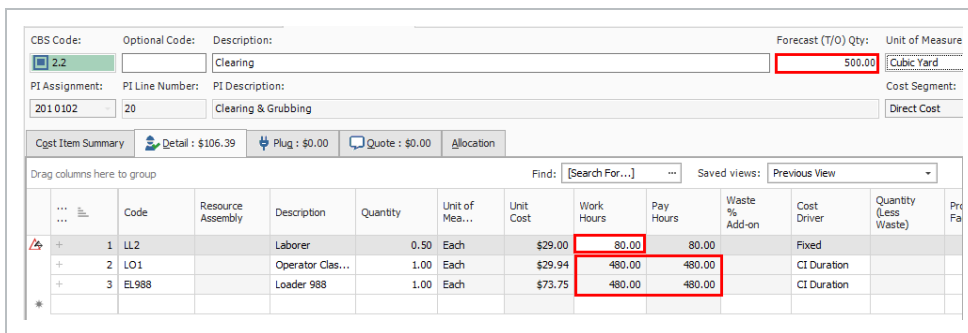 CBS Code: Optional Code: Description: Forecast (T/O) Qty: Unit of Measure
2.2 Clearing 500.00 Cubic Yard
PI Assignment: PI Line Number: PI Description: Cost Segment:
201 0102 20 Clearing & Grubbing Direct Cost
Cost Item Summary Detail : $106.39 Plug : $0.00 Quote : $0.00 Allocation
Drag columns here to group Find: [Search For...] ... Saved views: Previous View
... ... Code Resource Assembly Description Quantity Unit of Mea... Unit Cost Work Hours Pay Hours Waste % Add-on Cost Driver Quantity (Less Waste) Pro Fa
+ 1 LL2 Laborer 0.50 Each $29.00 80.00 80.00 Fixed
+ 2 LO1 Operator Clas... 1.00 Each $29.94 480.00 480.00 CI Duration
+ 3 EL988 Loader 988 1.00 Each $73.75 480.00 480.00 CI Duration